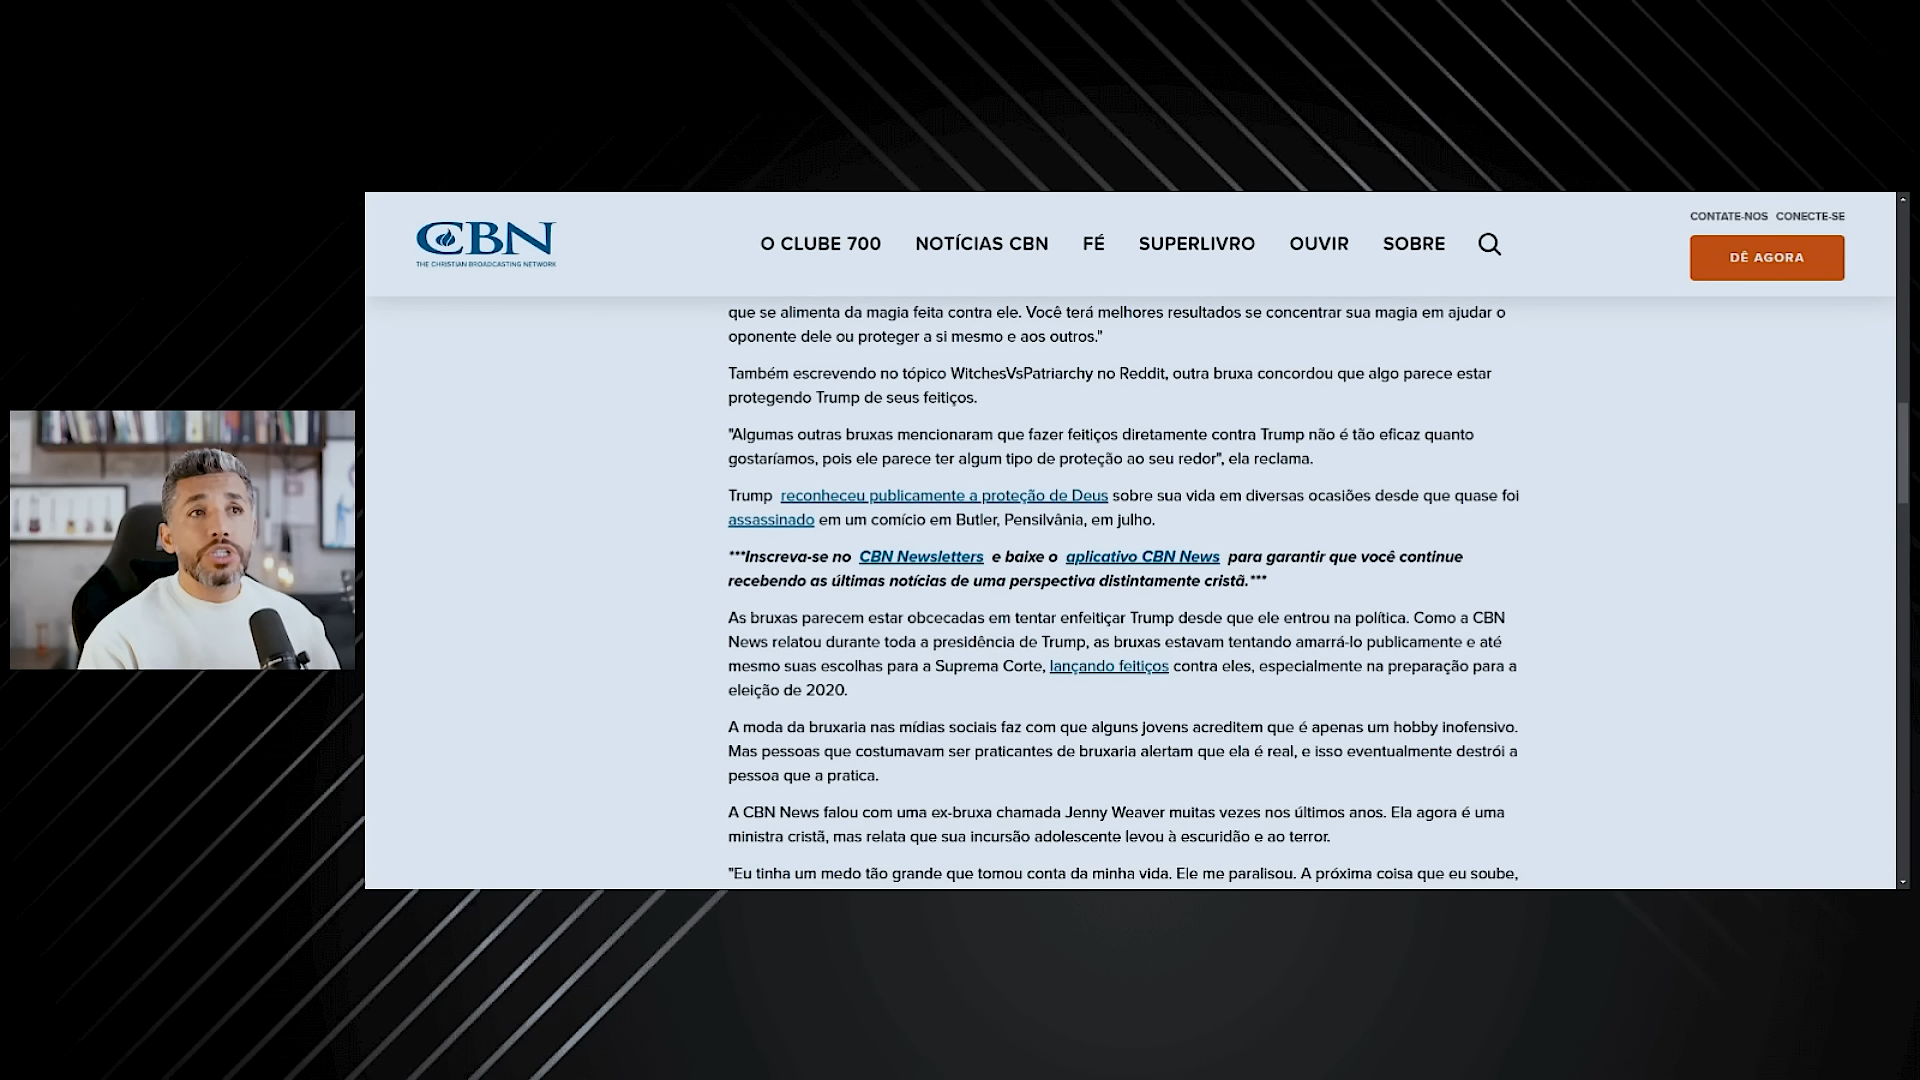 CBN
THE CHRISTIAN BROADCASTING NETWORK
O CLUBE 700 NOTÍCIAS CBN FÉ SUPERLIVRO OUVIR SOBRE
CONTATE-NOS CONECTE-SE
DÊ AGORA
que se alimenta da magia feita contra ele. Você terá melhores resultados se concentrar sua magia em ajudar o
oponente dele ou proteger a si mesmo e aos outros."
Também escrevendo no tópico WitchesVsPatriarchy no Reddit, outra bruxa concordou que algo parece estar
protegendo Trump de seus feitiços.
"Algumas outras bruxas mencionaram que fazer feitiços diretamente contra Trump não é tão eficaz quanto
gostaríamos, pois ele parece ter algum tipo de proteção ao seu redor", ela reclama.
Trump reconheceu publicamente a proteção de Deus sobre sua vida em diversas ocasiões desde que quase foi
assassinado em um comício em Butler, Pensilvânia, em julho.
***Inscreva-se no CBN Newsletters e baixe o aplicativo CBN News para garantir que você continue
recebendo as últimas notícias de uma perspectiva distintamente cristã.***
As bruxas parecem estar obcecadas em tentar enfeitiçar Trump desde que ele entrou na política. Como a CBN
News relatou durante toda a presidência de Trump, as bruxas estavam tentando amarrá-lo publicamente e até
mesmo suas escolhas para a Suprema Corte, lançando feitiços contra eles, especialmente na preparação para a
eleição de 2020.
A moda da bruxaria nas mídias sociais faz com que alguns jovens acreditem que é apenas um hobby inofensivo.
Mas pessoas que costumavam ser praticantes de bruxaria alertam que ela é real, e isso eventualmente destrói a
pessoa que a pratica.
A CBN News falou com uma ex-bruxa chamada Jenny Weaver muitas vezes nos últimos anos. Ela agora é uma
ministra cristã, mas relata que sua incursão adolescente levou à escuridão e ao terror.
"Eu tinha um medo tão grande que tomou conta da minha vida. Ele me paralisou. A próxima coisa que eu soube,